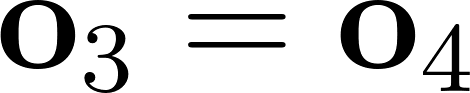 𝐨₃ = 𝐨₄